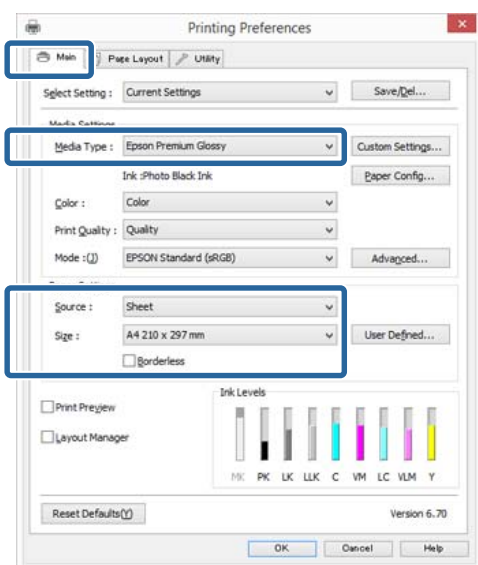 Printing Preferences
Main Page Layout Utility
Select Setting : Current Settings Save/Del...
Media Settings
Media Type : Epson Premium Glossy Custom Settings...
Ink :Photo Black Ink Paper Config...
Color : Color
Print Quality : Quality
Mode :(J) EPSON Standard (sRGB) Advanced...
Source : Sheet
Size : A4 210 x 297 mm User Defined...
Borderless
Ink Levels
Print Preview
Layout Manager
MK PK LK LLK C VM LC VLM Y
Reset Defaults(Y) Version 6.70
OK Cancel Help